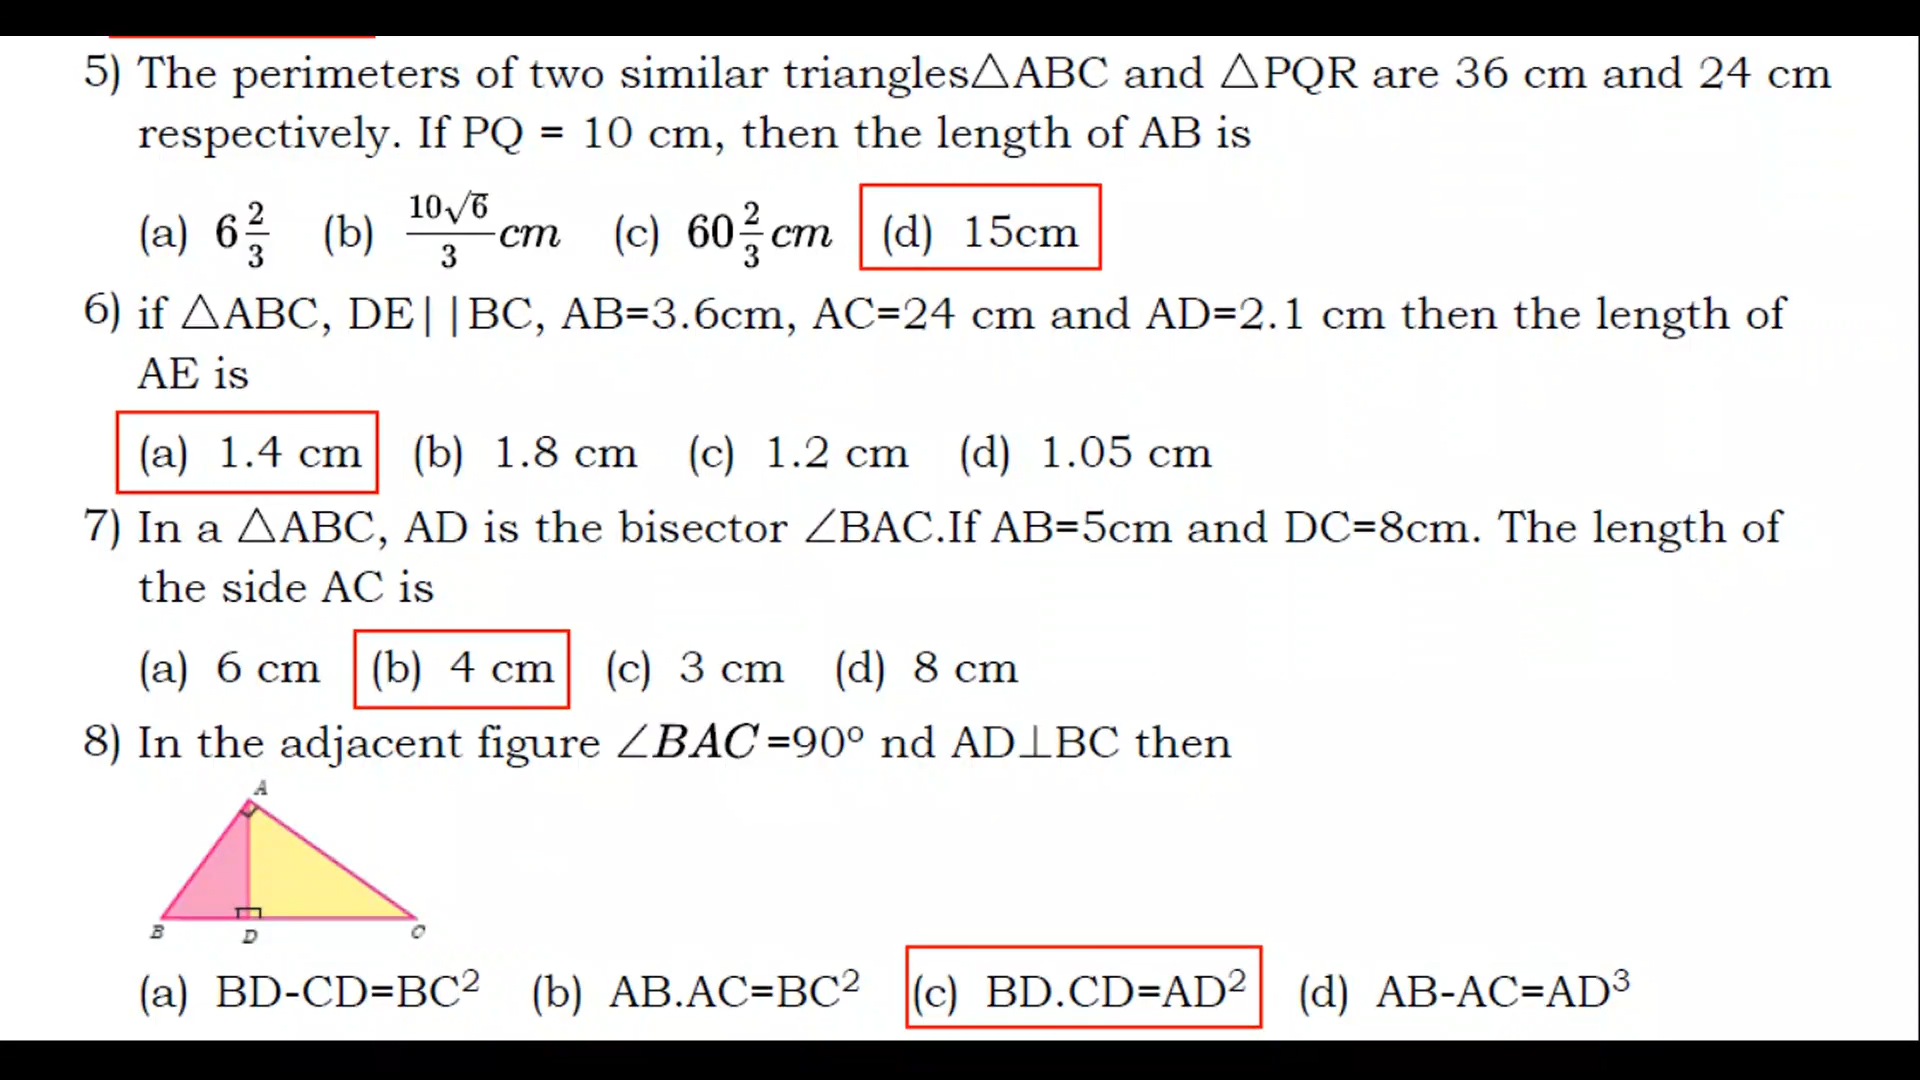 5) The perimeters of two similar triangles△ABC and △PQR are 36 cm and 24 cm
respectively. If PQ = 10 cm, then the length of AB is
(a) 6 2/3 (b) 10√6/3 cm (c) 60 2/3 cm (d) 15cm
6) if △ABC, DE||BC, AB=3.6cm, AC=24 cm and AD=2.1 cm then the length of
AE is
(a) 1.4 cm (b) 1.8 cm (c) 1.2 cm (d) 1.05 cm
7) In a △ABC, AD is the bisector ∠BAC.If AB=5cm and DC=8cm. The length of
the side AC is
(a) 6 cm (b) 4 cm (c) 3 cm (d) 8 cm
8) In the adjacent figure ∠BAC=90º nd AD⊥BC then
A
B D C
(a) BD-CD=BC² (b) AB.AC=BC² (c) BD.CD=AD² (d) AB-AC=AD³